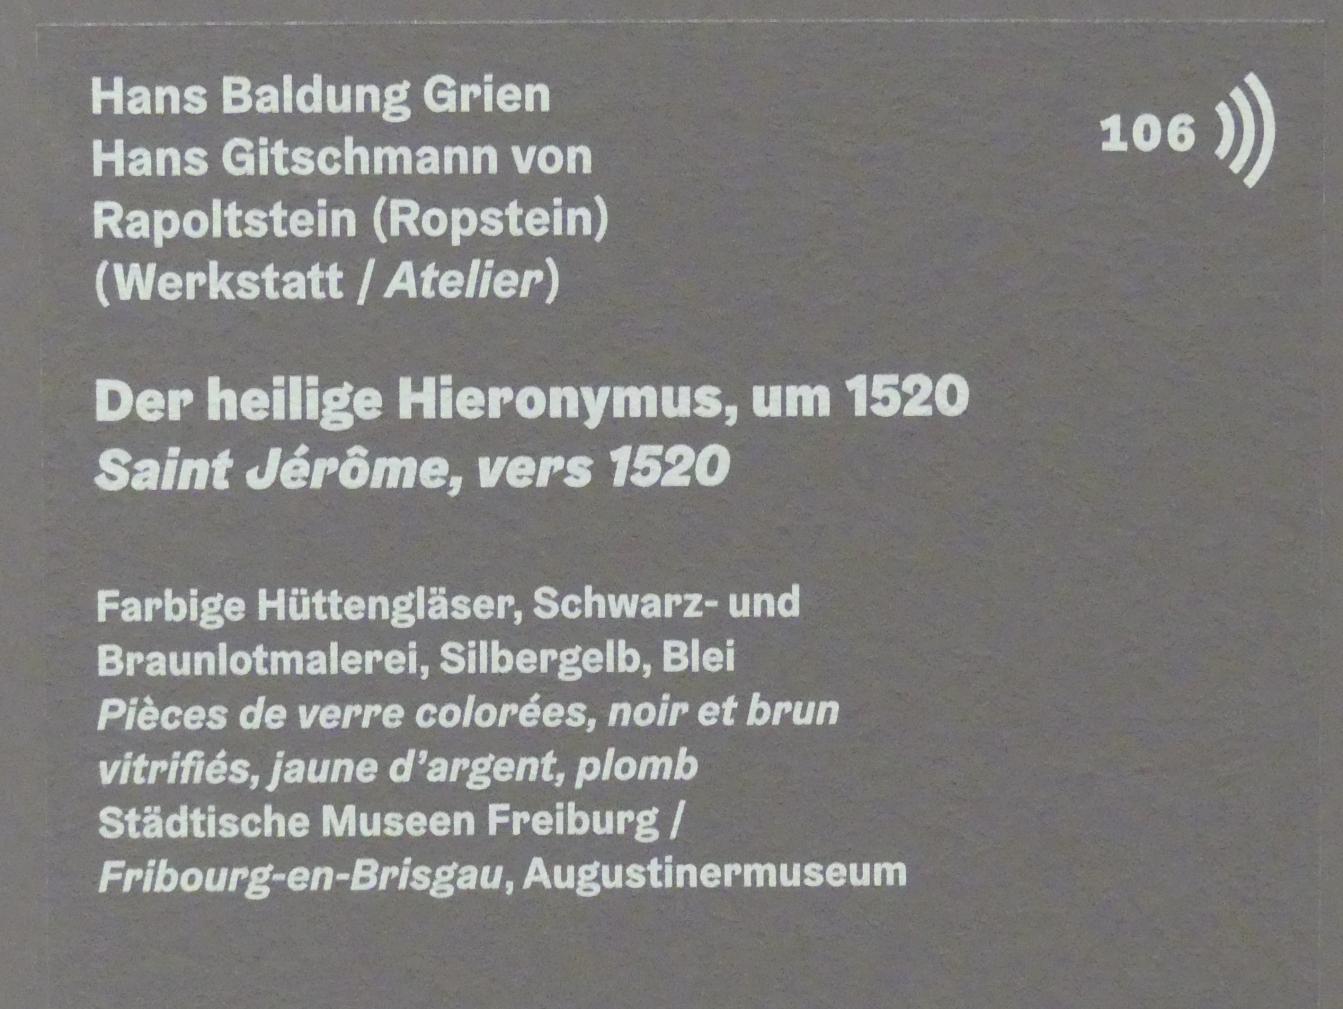 Hans Baldung Grien
Hans Gitschmann von
Rapoltstein (Ropstein)
(Werkstatt / Atelier)
106
Der heilige Hieronymus, um 1520
Saint Jérôme, vers 1520
Farbige Hüttengläser, Schwarz- und
Braunlotmalerei, Silbergelb, Blei
Pièces de verre colorées, noir et brun
vitrifiés, jaune d’argent, plomb
Städtische Museen Freiburg /
Fribourg-en-Brisgau, Augustinermuseum